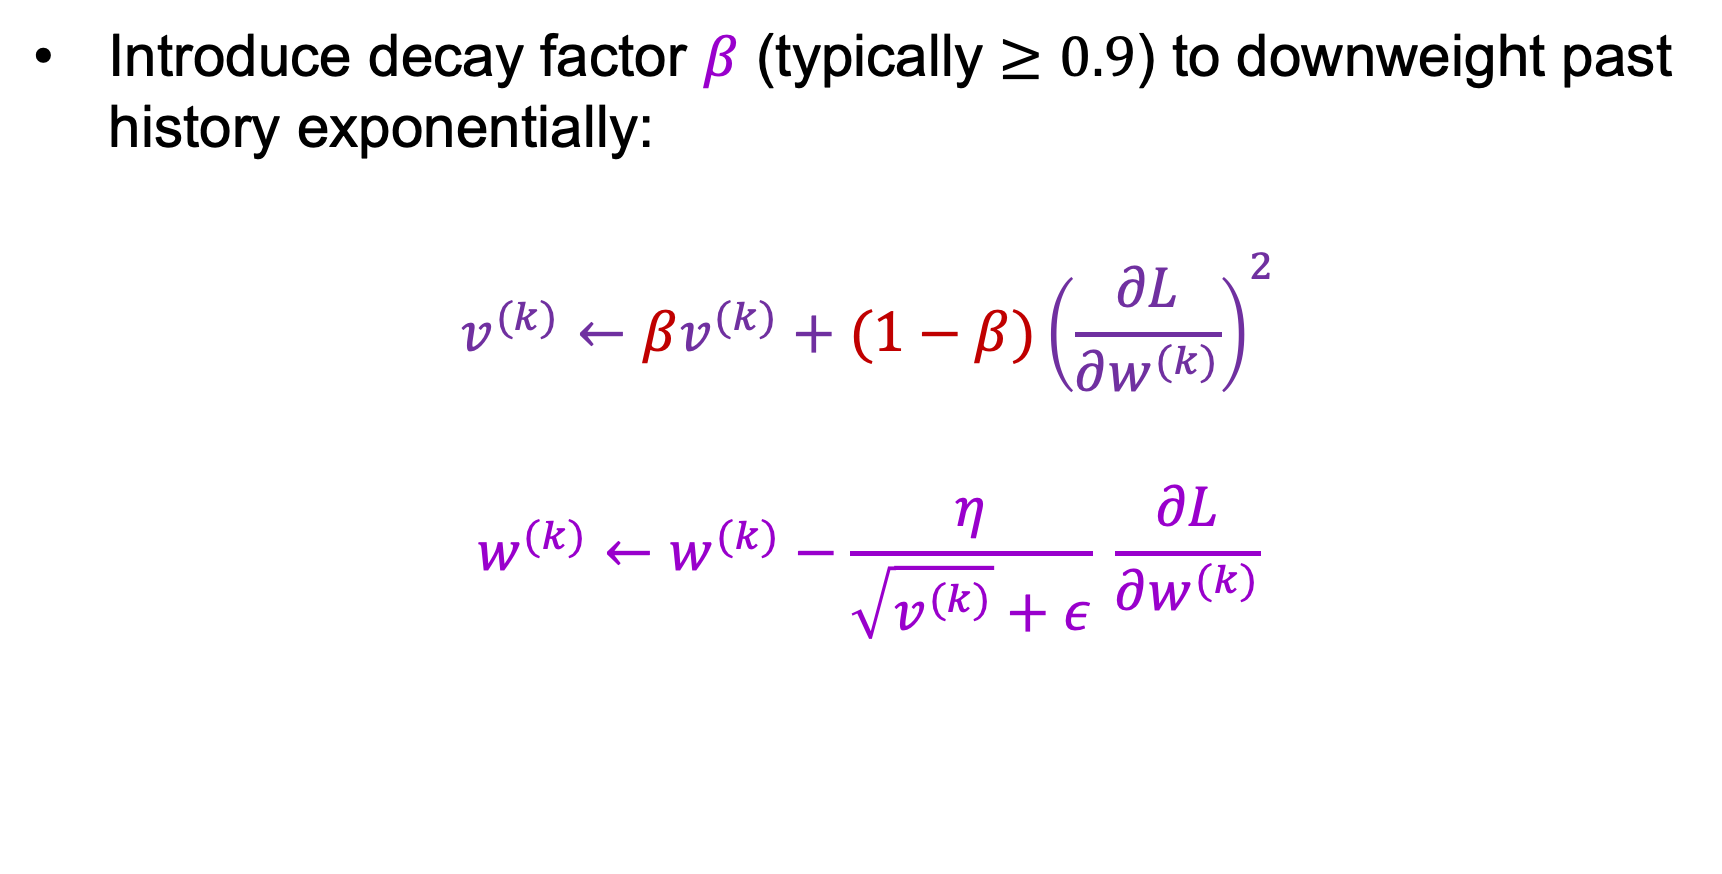 • Introduce decay factor β (typically ≥ 0.9) to downweight past
history exponentially:
v^(k) ← βv^(k) + (1 − β) (∂L/∂w^(k))^2
w^(k) ← w^(k) − η/(√(v^(k)) + ϵ) ∂L/∂w^(k)